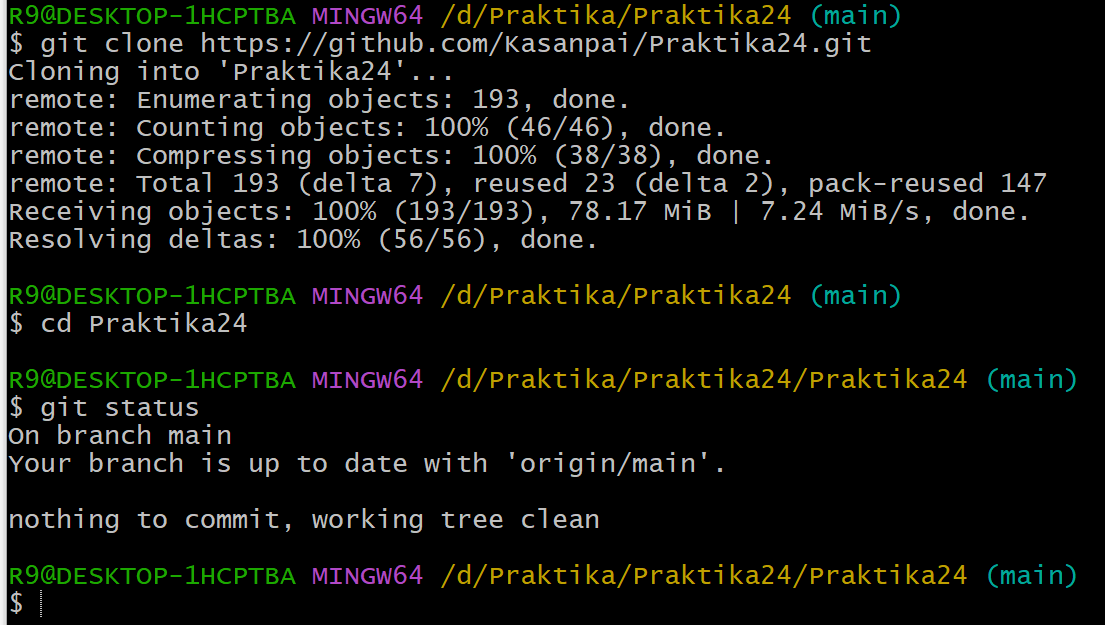 R9@DESKTOP-1HCPTBA MINGW64 /d/Praktika/Praktika24 (main)
$ git clone https://github.com/Kasanpai/Praktika24.git
Cloning into 'Praktika24'...
remote: Enumerating objects: 193, done.
remote: Counting objects: 100% (46/46), done.
remote: Compressing objects: 100% (38/38), done.
remote: Total 193 (delta 7), reused 23 (delta 2), pack-reused 147
Receiving objects: 100% (193/193), 78.17 MiB | 7.24 MiB/s, done.
Resolving deltas: 100% (56/56), done.

R9@DESKTOP-1HCPTBA MINGW64 /d/Praktika/Praktika24 (main)
$ cd Praktika24

R9@DESKTOP-1HCPTBA MINGW64 /d/Praktika/Praktika24/Praktika24 (main)
$ git status
On branch main
Your branch is up to date with 'origin/main'.

nothing to commit, working tree clean

R9@DESKTOP-1HCPTBA MINGW64 /d/Praktika/Praktika24/Praktika24 (main)
$